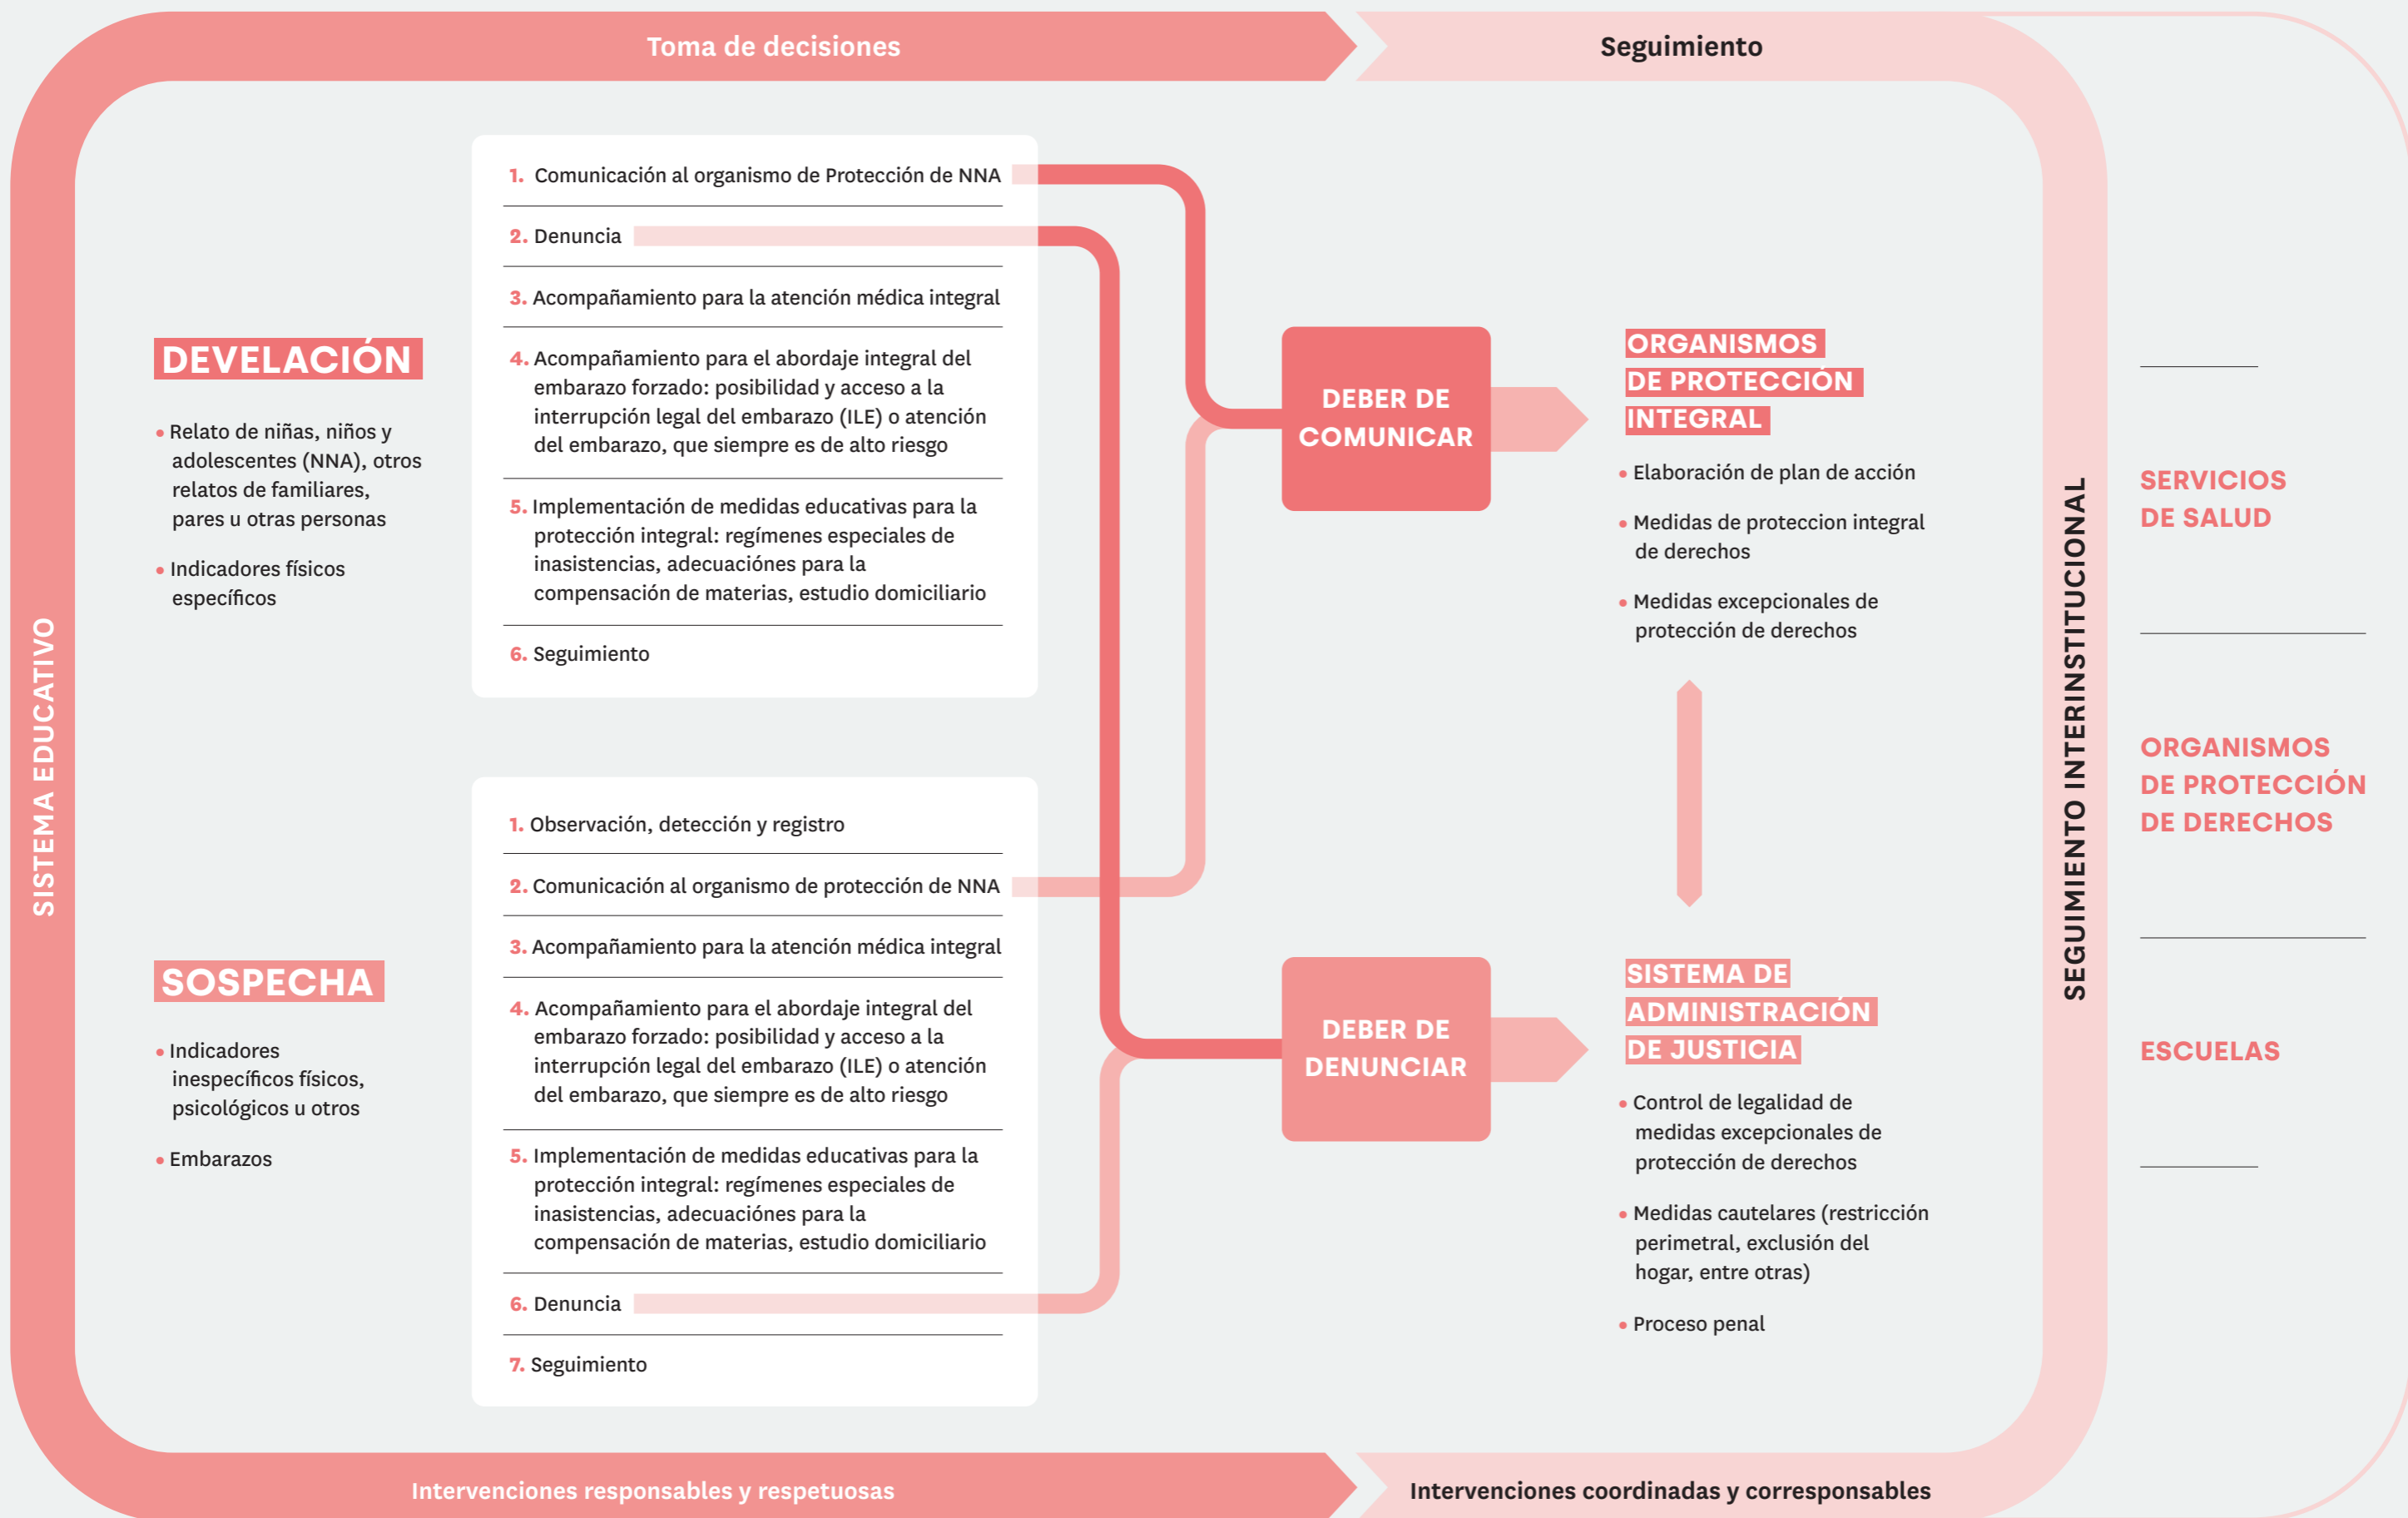 Toma de decisiones
Seguimiento
SISTEMA EDUCATIVO
DEVELACIÓN
• Relato de niñas, niños y
adolescentes (NNA), otros
relatos de familiares,
pares u otras personas
• Indicadores físicos
específicos
1. Comunicación al organismo de Protección de NNA
2. Denuncia
3. Acompañamiento para la atención médica integral
4. Acompañamiento para el abordaje integral del
embarazo forzado: posibilidad y acceso a la
interrupción legal del embarazo (ILE) o atención
del embarazo, que siempre es de alto riesgo
5. Implementación de medidas educativas para la
protección integral: regímenes especiales de
inasistencias, adecuaciónes para la
compensación de materias, estudio domiciliario
6. Seguimiento
SOSPECHA
• Indicadores
inespecíficos físicos,
psicológicos u otros
• Embarazos
1. Observación, detección y registro
2. Comunicación al organismo de protección de NNA
3. Acompañamiento para la atención médica integral
4. Acompañamiento para el abordaje integral del
embarazo forzado: posibilidad y acceso a la
interrupción legal del embarazo (ILE) o atención
del embarazo, que siempre es de alto riesgo
5. Implementación de medidas educativas para la
protección integral: regímenes especiales de
inasistencias, adecuaciónes para la
compensación de materias, estudio domiciliario
6. Denuncia
7. Seguimiento
DEBER DE
COMUNICAR
ORGANISMOS
DE PROTECCIÓN
INTEGRAL
• Elaboración de plan de acción
• Medidas de proteccion integral
de derechos
• Medidas excepcionales de
protección de derechos
DEBER DE
DENUNCIAR
SISTEMA DE
ADMINISTRACIÓN
DE JUSTICIA
• Control de legalidad de
medidas excepcionales de
protección de derechos
• Medidas cautelares (restricción
perimetral, exclusión del
hogar, entre otras)
• Proceso penal
SEGUIMIENTO INTERINSTITUCIONAL
SERVICIOS
DE SALUD
ORGANISMOS
DE PROTECCIÓN
DE DERECHOS
ESCUELAS
Intervenciones responsables y respetuosas
Intervenciones coordinadas y corresponsables